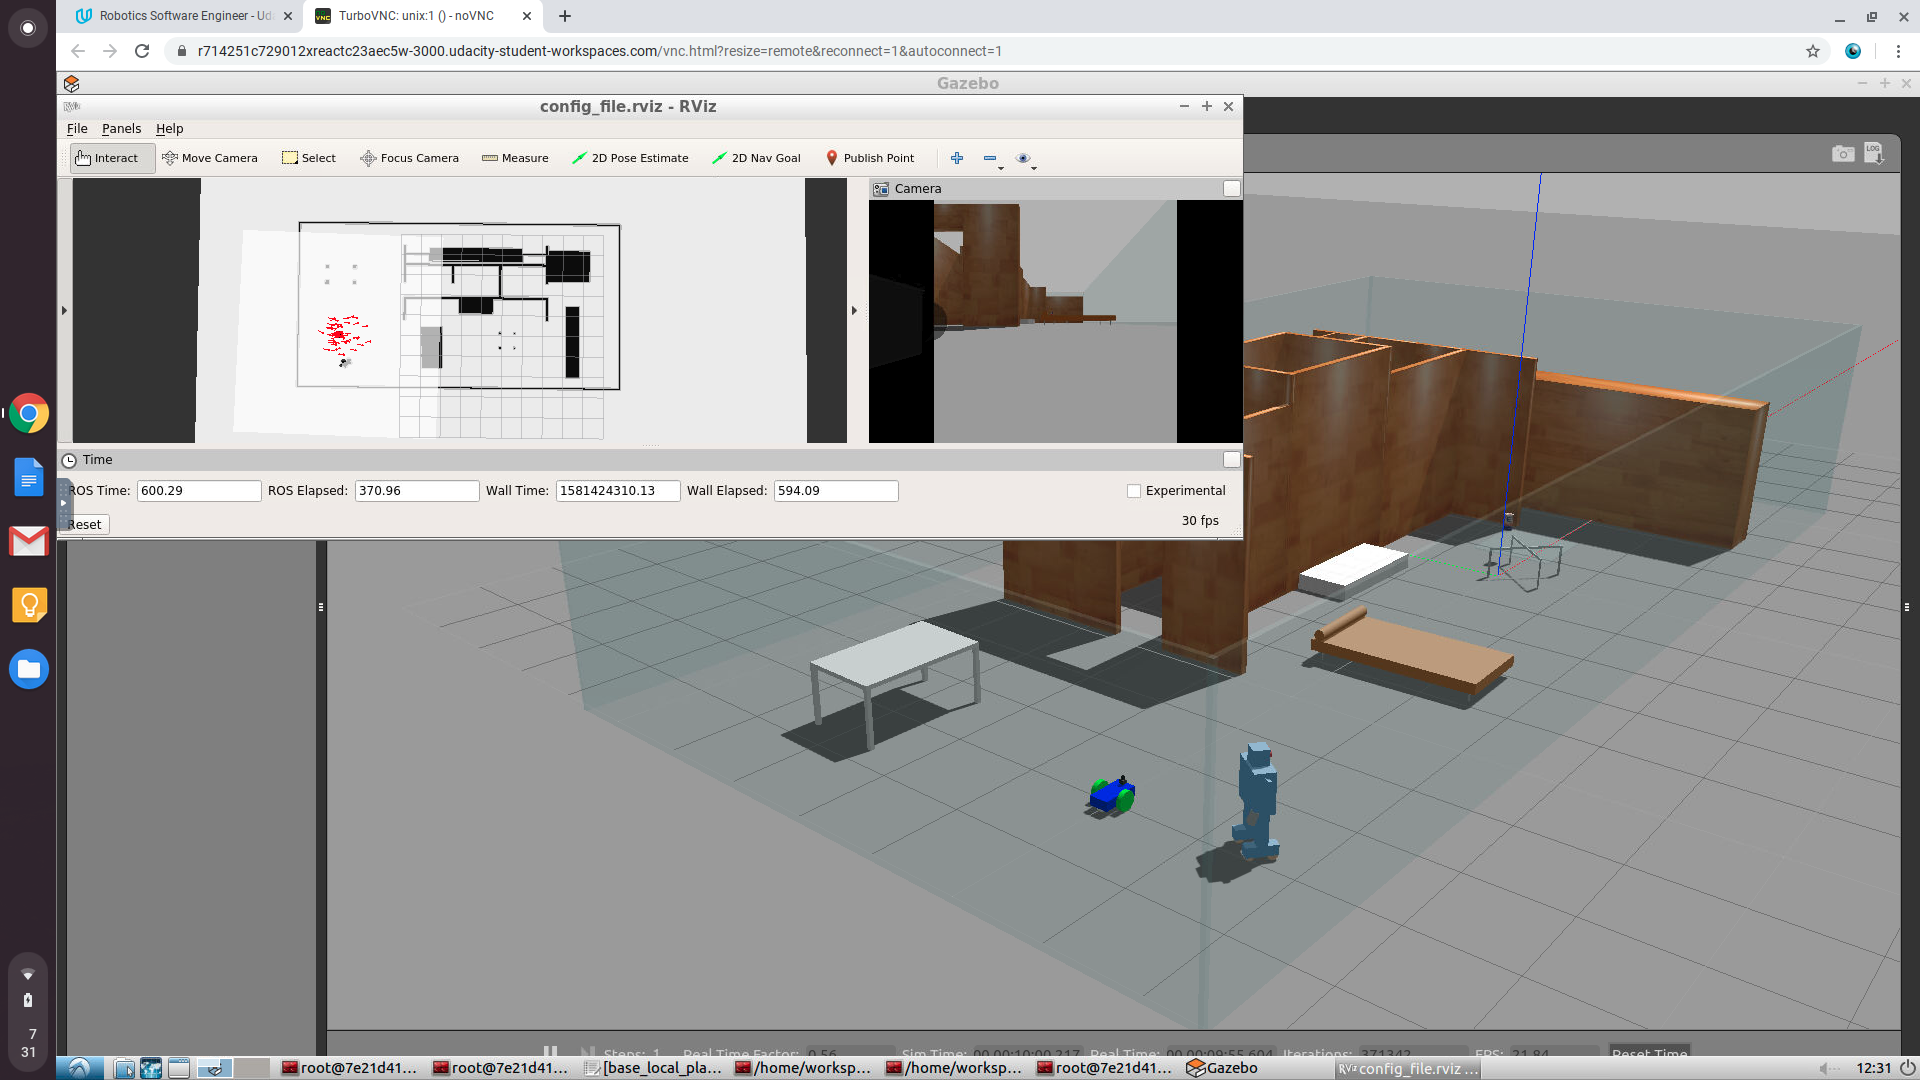 Robotics Software Engineer - Ud
TurboVNC: unix:1 () - noVNC
r714251c729012xreactc23aec5w-3000.udacity-student-workspaces.com/vnc.html?resize=remote&reconnect=1&autoconnect=1
Gazebo
config_file.rviz - RViz
File Panels Help
Interact Move Camera Select Focus Camera Measure 2D Pose Estimate 2D Nav Goal Publish Point
LOG
Camera
Time
ROS Time: 600.29 ROS Elapsed: 370.96 Wall Time: 1581424310.13 Wall Elapsed: 594.09 Experimental
Reset
30 fps
Steps: 1 Real Time Factor: 0.56 Sim Time: 00 00:10:00.217 Real Time: 00 00:09:55.604 Iterations: 371342 FPS: 21.84 Reset Time
root@7e21d41... root@7e21d41... [base_local_pla... /home/worksp... /home/worksp... root@7e21d41... Gazebo config_file.rviz ... 12:31
7
31